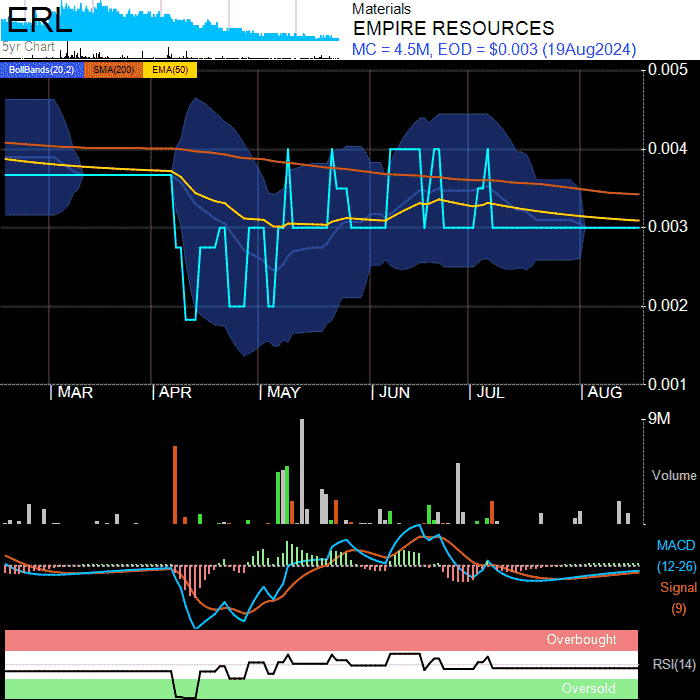 ERL
5yr Chart
Materials
EMPIRE RESOURCES
MC = 4.5M, EOD = $0.003 (19Aug2024)
BollBands(20,2) SMA(200) EMA(50)
0.005
0.004
0.003
0.002
0.001
MAR APR MAY JUN JUL AUG
9M
Volume
MACD
(12-26)
Signal
(9)
Overbought
RSI(14)
Oversold